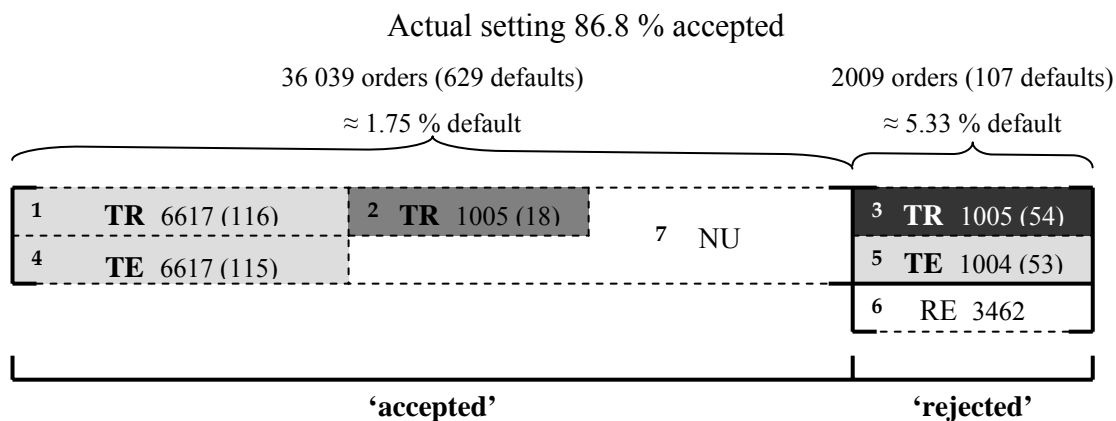 Actual setting 86.8 % accepted
36 039 orders (629 defaults) 2009 orders (107 defaults)
≈ 1.75 % default ≈ 5.33 % default
1 TR 6617 (116) 2 TR 1005 (18) 3 TR 1005 (54)
7 NU
4 TE 6617 (115) 5 TE 1004 (53)
6 RE 3462
‘accepted’ ‘rejected’